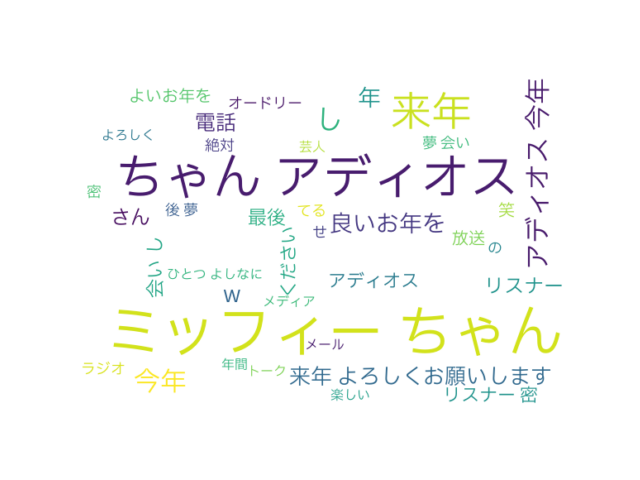 よいお年を
オードリー
年
来年
アディオス 今年
電話
し
よろしく
絶対
芸人
夢 会い
ちゃん アディオス
密
さん
後 夢
最後
てる
せ
良いお年を
笑
放送
の
会いし
ください
ひとつ よしなに
アディオス
リスナー
w
メディア
ミッフィー ちゃん
メール
ラジオ
今年
年間
トーク
来年 よろしくお願いします
楽しい
リスナー 密